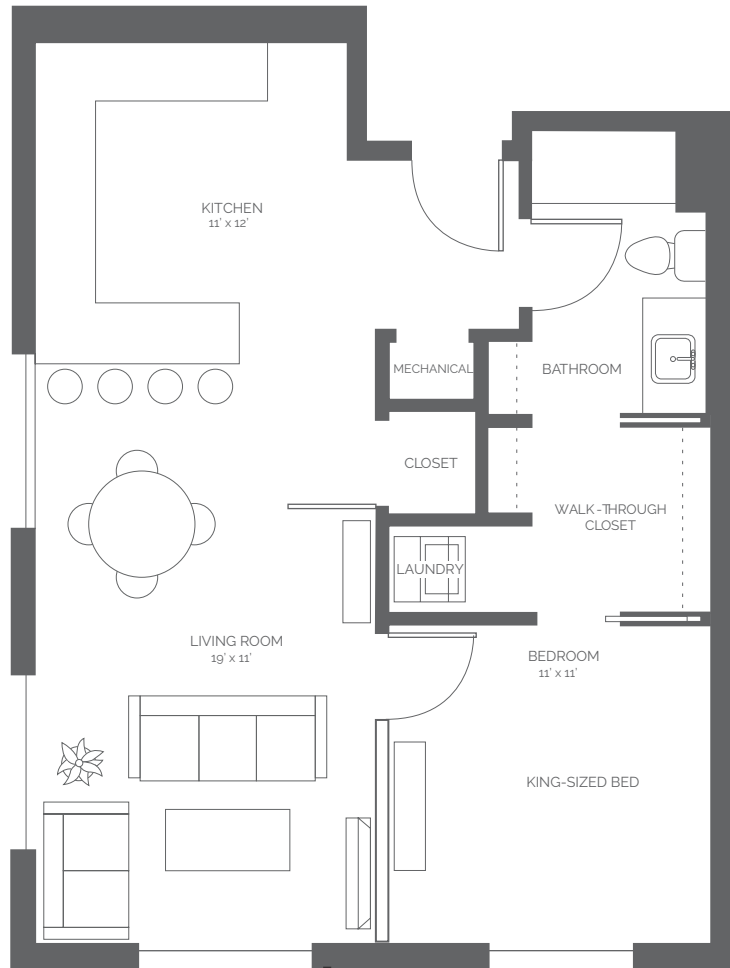 KITCHEN
11' x 12'
MECHANICAL
BATHROOM
CLOSET
WALK-THROUGH
CLOSET
LAUNDRY
LIVING ROOM
19' x 11'
BEDROOM
11' x 11'
KING-SIZED BED